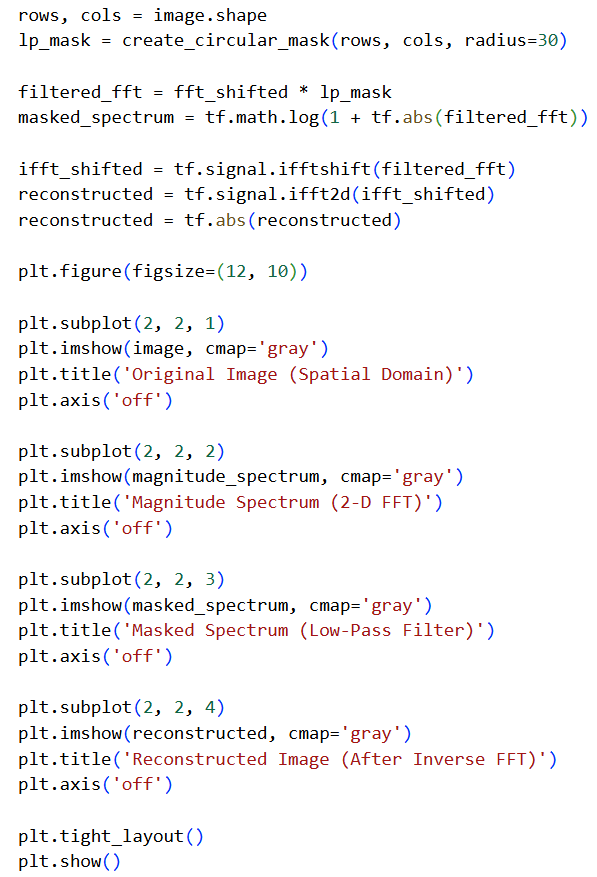 rows, cols = image.shape
lp_mask = create_circular_mask(rows, cols, radius=30)
filtered_fft = fft_shifted * lp_mask
masked_spectrum = tf.math.log(1 + tf.abs(filtered_fft))
ifft_shifted = tf.signal.ifftshift(filtered_fft)
reconstructed = tf.signal.ifft2d(ifft_shifted)
reconstructed = tf.abs(reconstructed)
plt.figure(figsize=(12, 10))
plt.subplot(2, 2, 1)
plt.imshow(image, cmap='gray')
plt.title('Original Image (Spatial Domain)')
plt.axis('off')
plt.subplot(2, 2, 2)
plt.imshow(magnitude_spectrum, cmap='gray')
plt.title('Magnitude Spectrum (2-D FFT)')
plt.axis('off')
plt.subplot(2, 2, 3)
plt.imshow(masked_spectrum, cmap='gray')
plt.title('Masked Spectrum (Low-Pass Filter)')
plt.axis('off')
plt.subplot(2, 2, 4)
plt.imshow(reconstructed, cmap='gray')
plt.title('Reconstructed Image (After Inverse FFT)')
plt.axis('off')
plt.tight_layout()
plt.show()